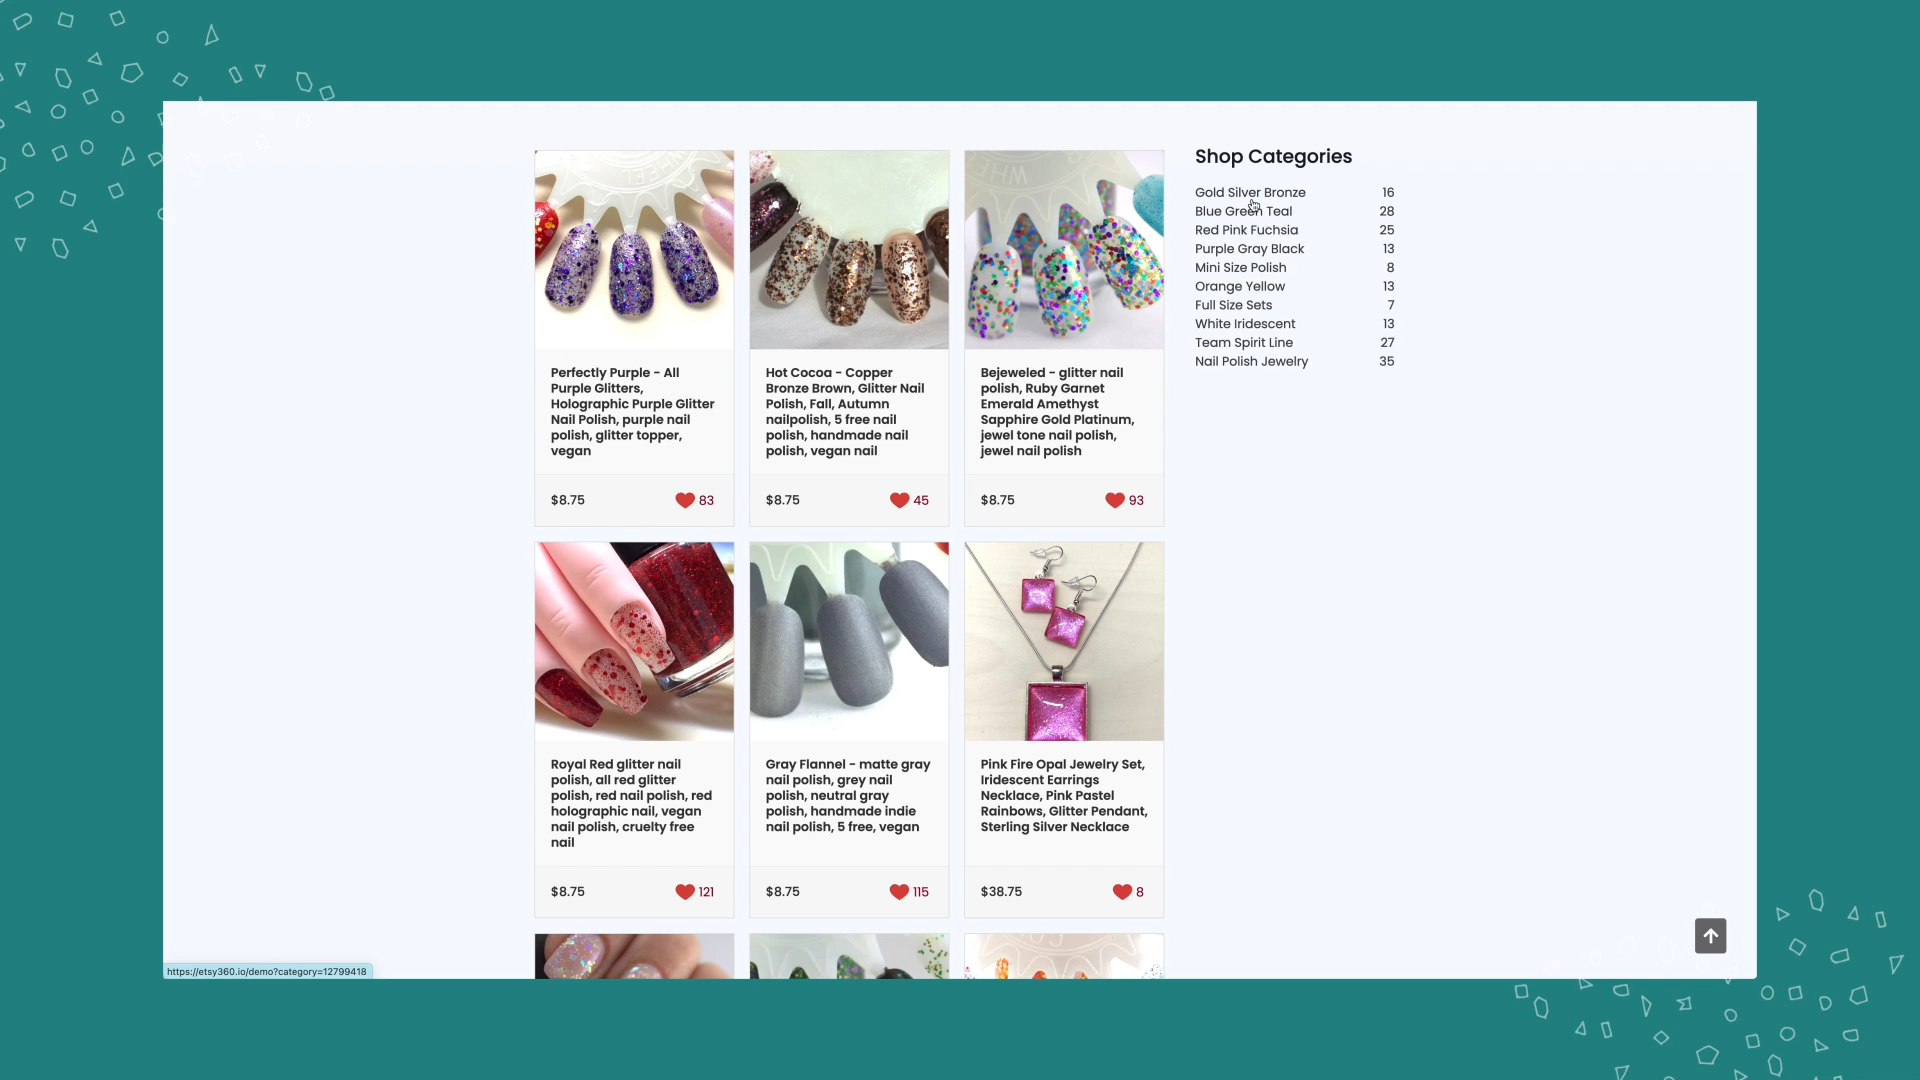 Shop Categories
Gold Silver Bronze 16
Blue Green Teal 28
Red Pink Fuchsia 25
Purple Gray Black 13
Mini Size Polish 8
Orange Yellow 13
Full Size Sets 7
White Iridescent 13
Team Spirit Line 27
Nail Polish Jewelry 35
WHEEL
WHE
Perfectly Purple - All
Purple Glitters,
Holographic Purple Glitter
Nail Polish, purple nail
polish, glitter topper,
vegan
$8.75 83
Hot Cocoa - Copper
Bronze Brown, Glitter Nail
Polish, Fall, Autumn
nailpolish, 5 free nail
polish, handmade nail
polish, vegan nail
$8.75 45
Bejeweled - glitter nail
polish, Ruby Garnet
Emerald Amethyst
Sapphire Gold Platinum,
jewel tone nail polish,
jewel nail polish
$8.75 93
Royal Red glitter nail
polish, all red glitter
polish, red nail polish, red
holographic nail, vegan
nail polish, cruelty free
nail
$8.75 121
Gray Flannel - matte gray
nail polish, grey nail
polish, neutral gray
polish, handmade indie
nail polish, 5 free, vegan
$8.75 115
Pink Fire Opal Jewelry Set,
Iridescent Earrings
Necklace, Pink Pastel
Rainbows, Glitter Pendant,
Sterling Silver Necklace
$38.75 8
https://etsy360.io/demo?category=12799418